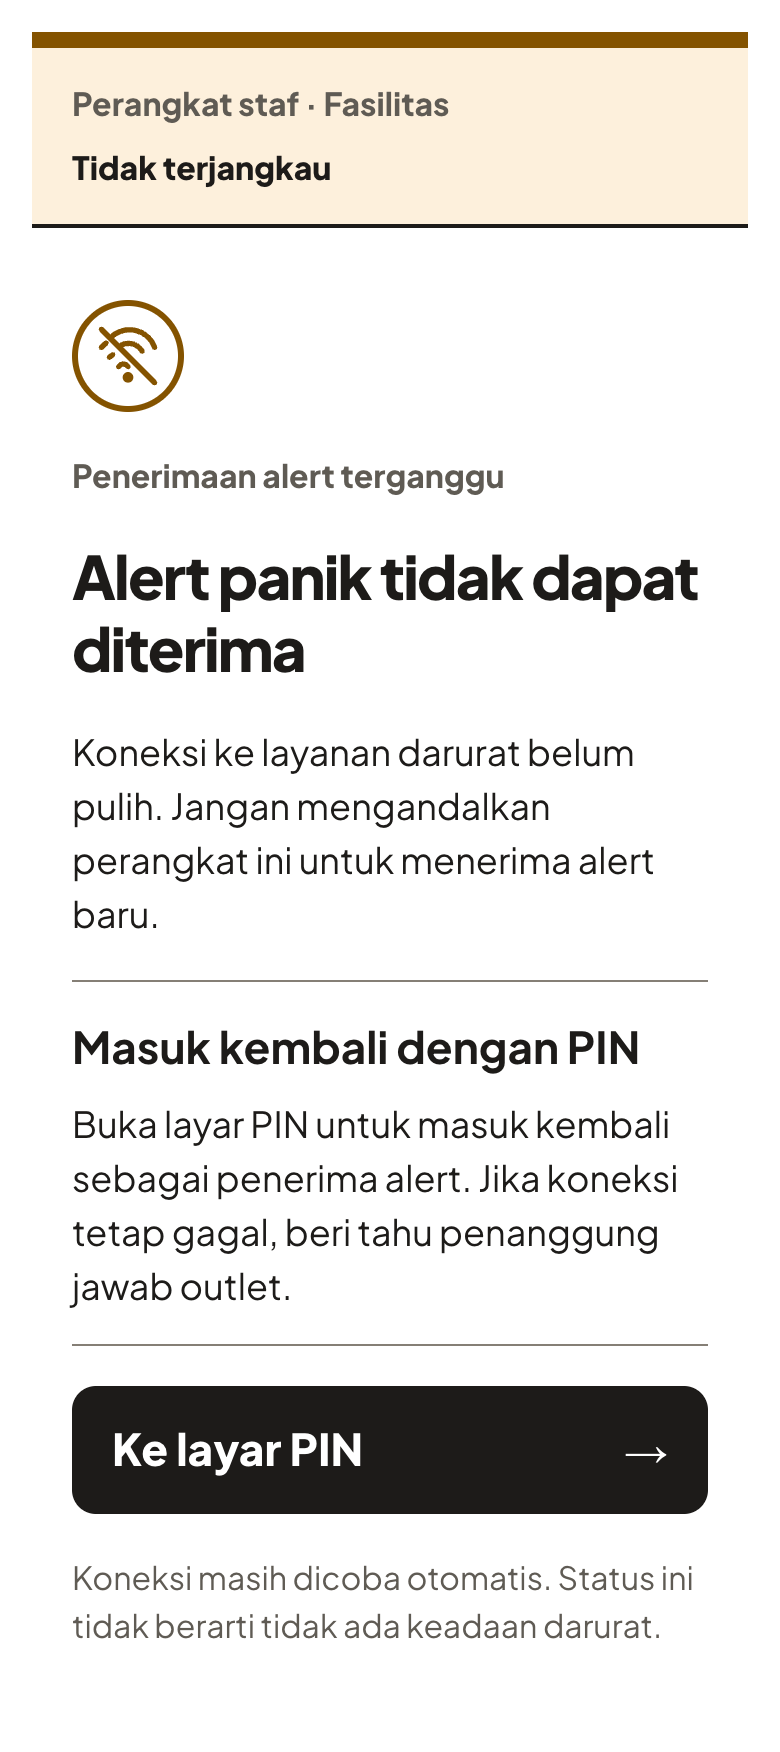 Perangkat staf · Fasilitas
Tidak terjangkau
Penerimaan alert terganggu
Alert panik tidak dapat
diterima
Koneksi ke layanan darurat belum
pulih. Jangan mengandalkan
perangkat ini untuk menerima alert
baru.
Masuk kembali dengan PIN
Buka layar PIN untuk masuk kembali
sebagai penerima alert. Jika koneksi
tetap gagal, beri tahu penanggung
jawab outlet.
Ke layar PIN →
Koneksi masih dicoba otomatis. Status ini
tidak berarti tidak ada keadaan darurat.